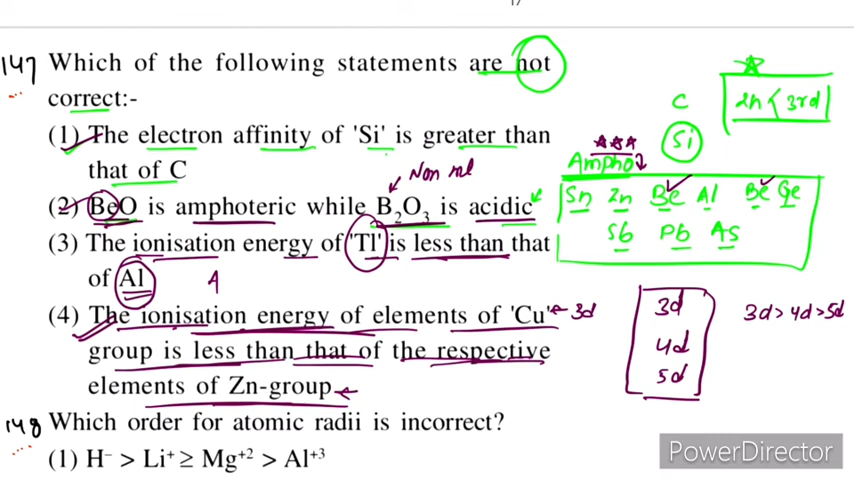 17
147 Which of the following statements are not
correct:-
(1) The electron affinity of 'Si' is greater than
that of C
(2) BeO is amphoteric while B₂O₃ is acidic
(3) The ionisation energy of 'Tl' is less than that
of Al
(4) The ionisation energy of elements of 'Cu'
group is less than that of the respective
elements of Zn-group
148 Which order for atomic radii is incorrect?
(1) H⁻ > Li⁺ ≥ Mg⁺² > Al⁺³
Non
A
C
Si
2n < 3rd
Ampho
Sn Zn Be Al Be Ge
Sb Pb As
3d
3d
4d
5d
3d > 4d > 5d
PowerDirector